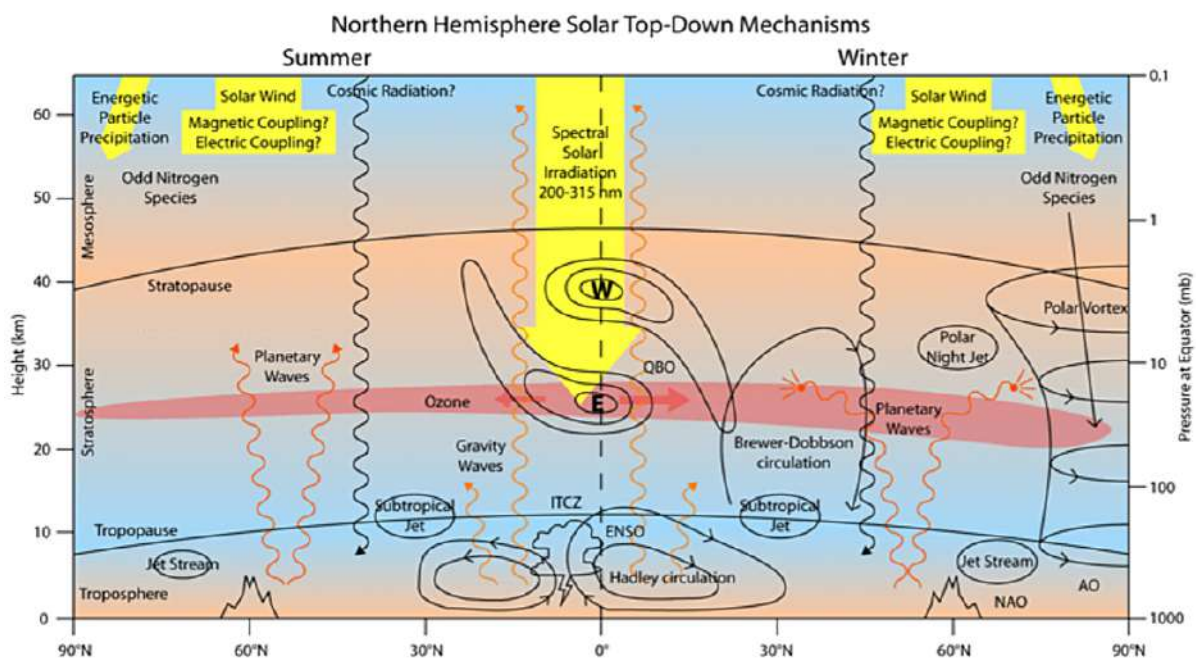 Northern Hemisphere Solar Top-Down Mechanisms
Summer
Winter
Energetic
Particle
Precipitation
Solar Wind
Magnetic Coupling?
Electric Coupling?
Cosmic Radiation?
Spectral
Solar
Irradiation
200-315 nm
Cosmic Radiation?
Solar Wind
Magnetic Coupling?
Electric Coupling?
Energetic
Particle
Precipitation
Odd Nitrogen
Species
Odd Nitrogen
Species
Stratopause
W
Polar Vortex
Polar
Night Jet
Planetary
Waves
QBO
Ozone
E
Planetary
Waves
Gravity
Waves
Brewer-Dobbson
circulation
Subtropical
Jet
ITCZ
ENSO
Subtropical
Jet
Tropopause
Jet Stream
Hadley circulation
Jet Stream
Troposphere
NAO
AO
Mesosphere
Stratosphere
Height (km)
60
50
40
30
20
10
0
0.1
1
10
100
1000
Pressure at Equator (mb)
90°N
60°N
30°N
0°
30°N
60°N
90°N